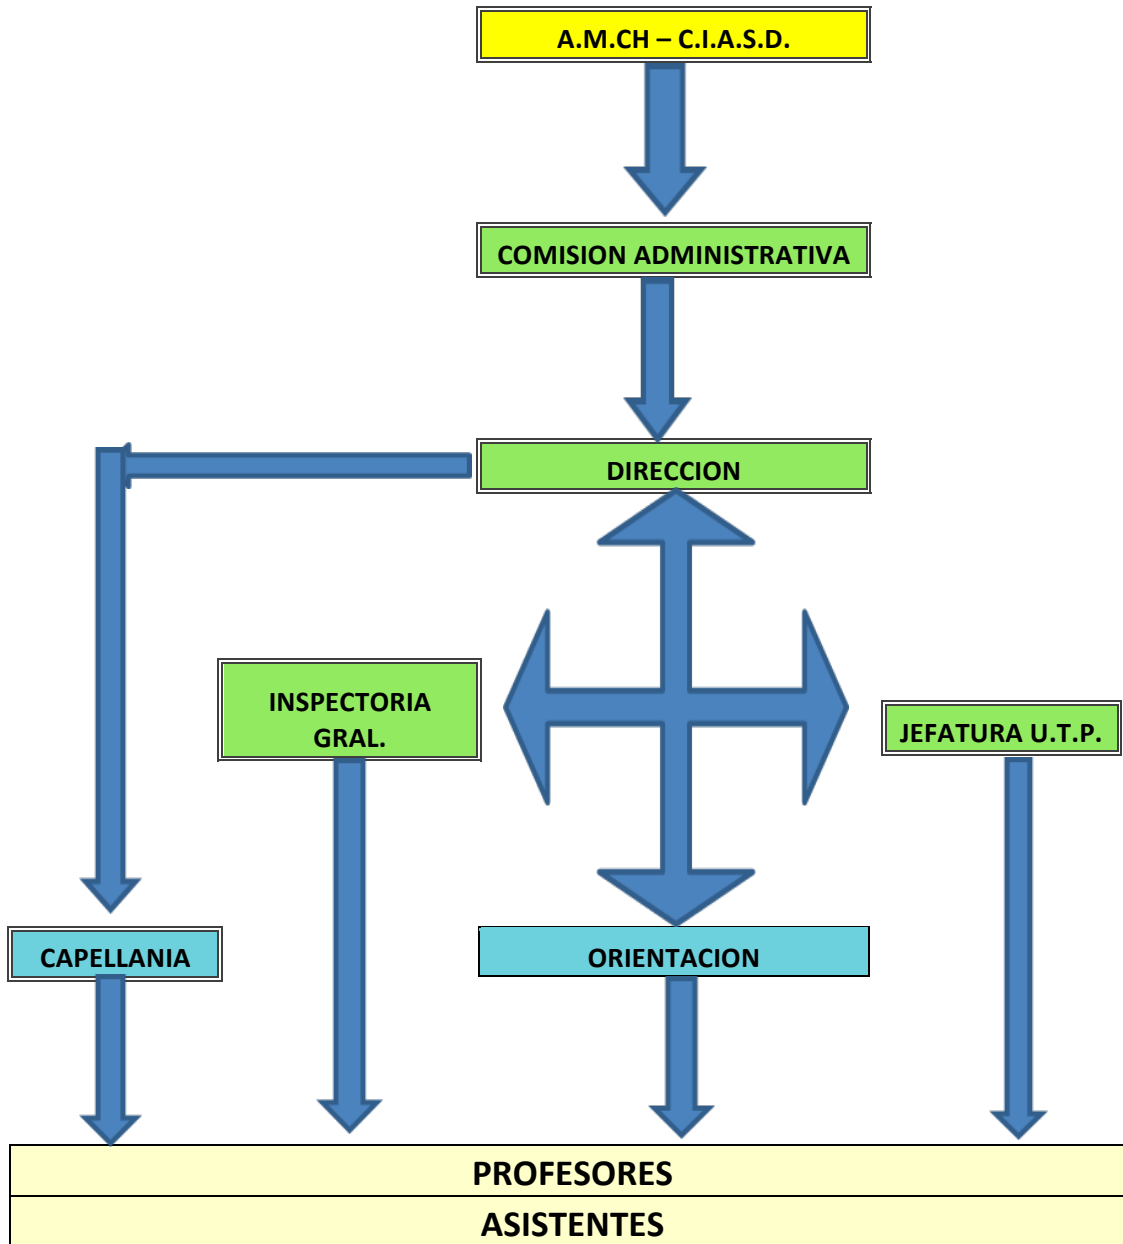 A.M.CH – C.I.A.S.D.
COMISION ADMINISTRATIVA
DIRECCION
INSPECTORIA
GRAL.
JEFATURA U.T.P.
CAPELLANIA
ORIENTACION
PROFESORES
ASISTENTES